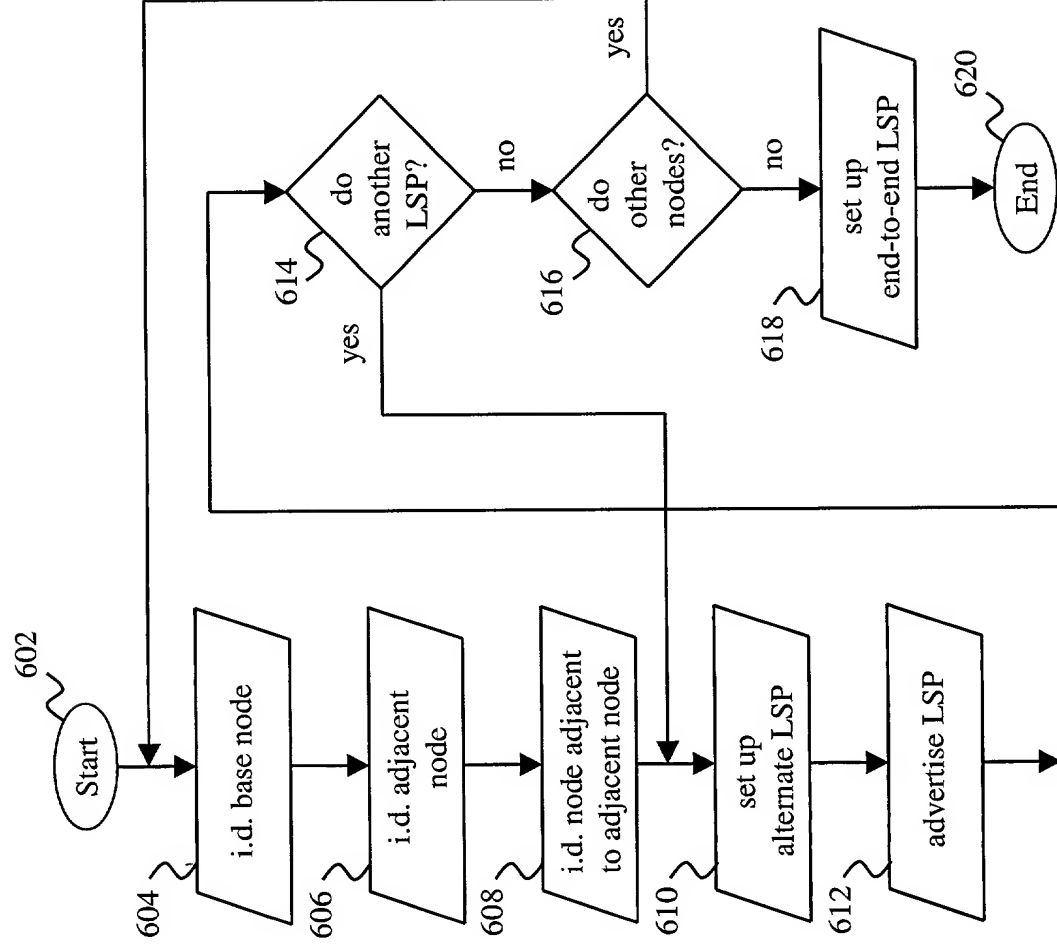 602
Start
604
i.d. base node
606
i.d. adjacent
node
608
i.d. node adjacent
to adjacent node
610
set up
alternate LSP
612
advertise LSP
614
do
another
LSP?
yes
no
616
do
other
nodes?
yes
no
618
set up
end-to-end LSP
620
End